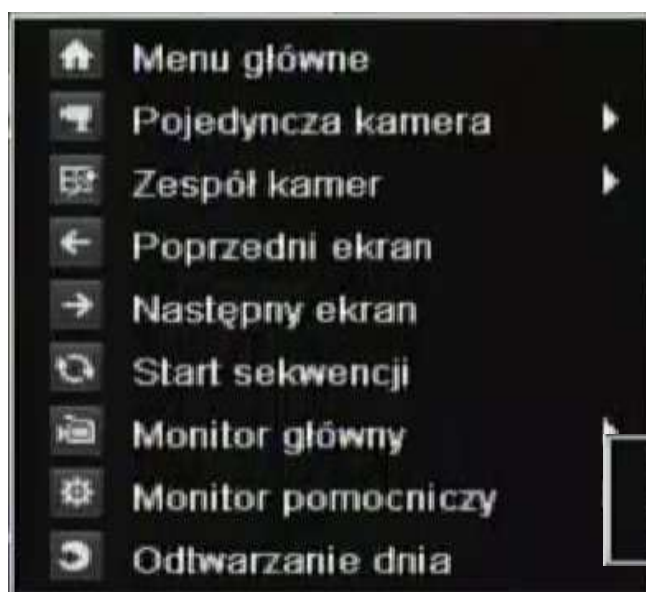 Menu główne
Pojedyncza kamera
Zespół kamer
Poprzedni ekran
Następny ekran
Start sekwencji
Monitor główny
Monitor pomocniczy
Odtwarzanie dnia